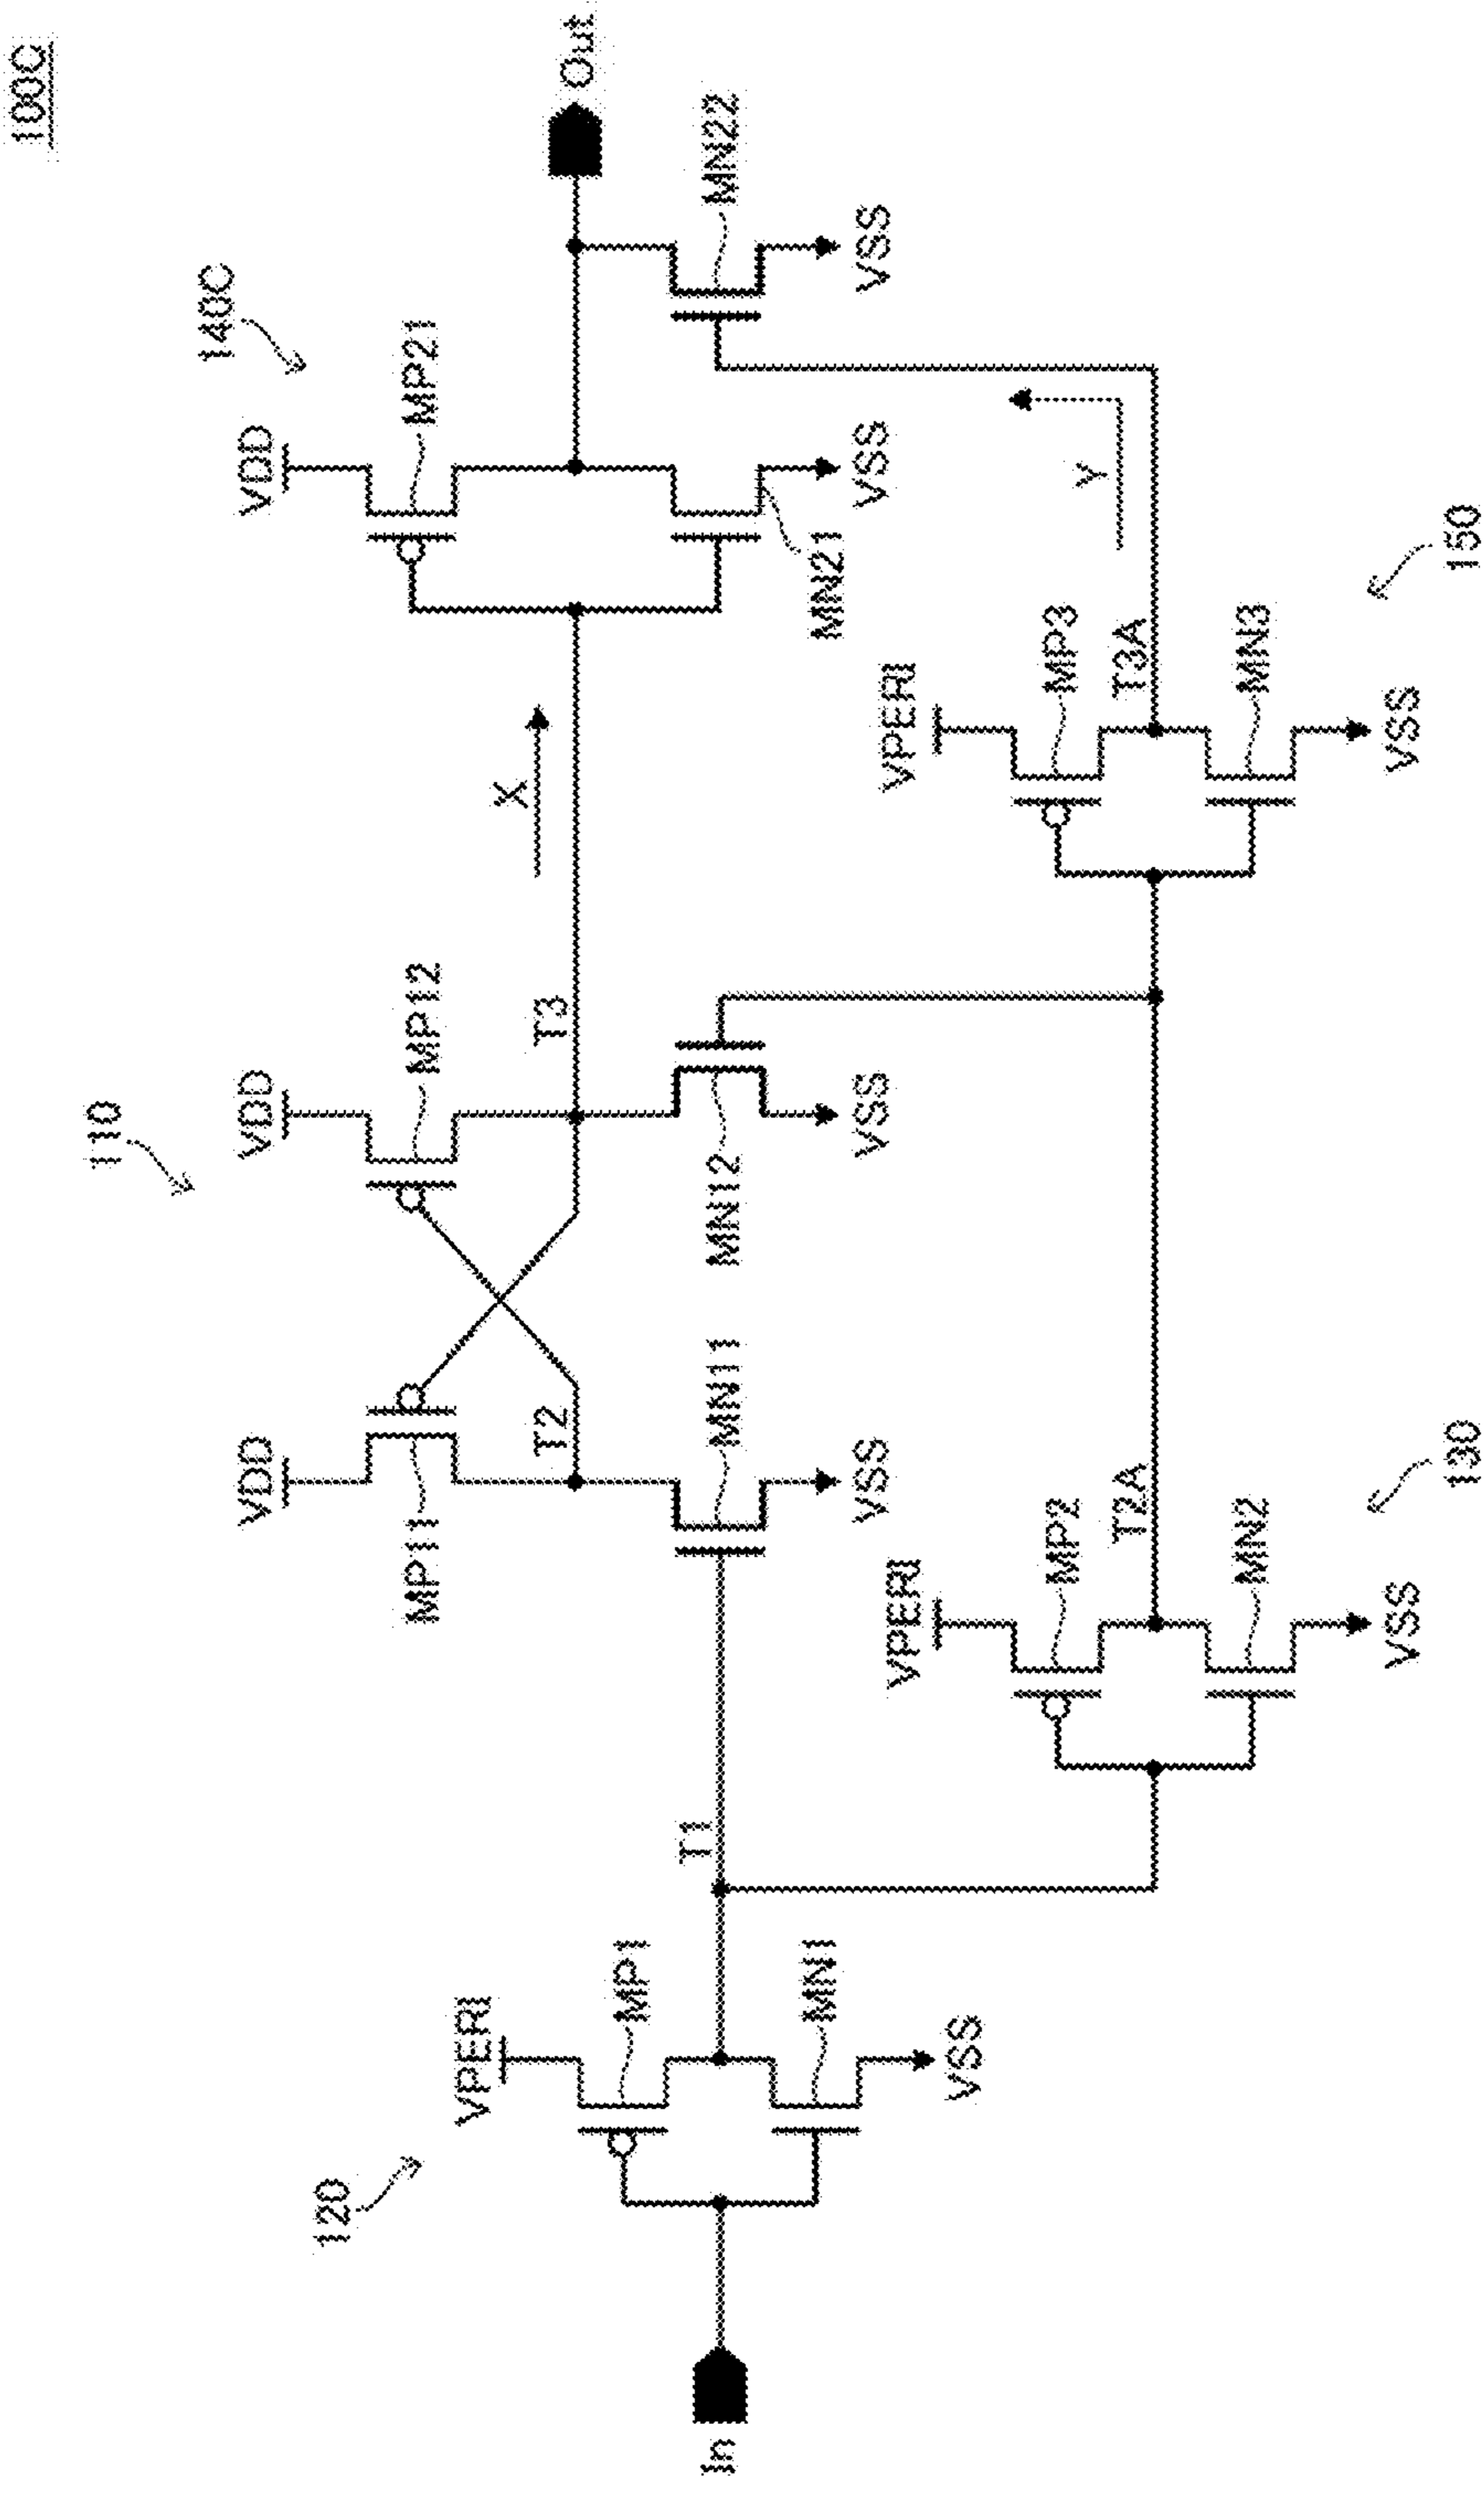 100C
110
140C
VDD
VDD
VDD
MP11
MP12
MP21
120
VPERI
X
T2
T3
Out
MP1
T1
MN11
MN12
MN22
MN1
MN21
VSS
VSS
VSS
VSS
VSS
VPERI
VPERI
Y
MP2
MP3
T2A
T3A
MN2
MN3
VSS
VSS
130
150
In